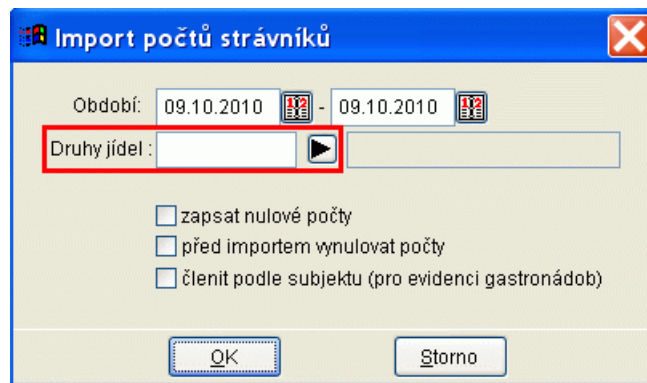 Import počtů strávníků
Období: 09.10.2010 - 09.10.2010
Druhy jídel :
zapsat nulové počty
před importem vynulovat počty
členit podle subjektu (pro evidenci gastronádob)
OK Storno